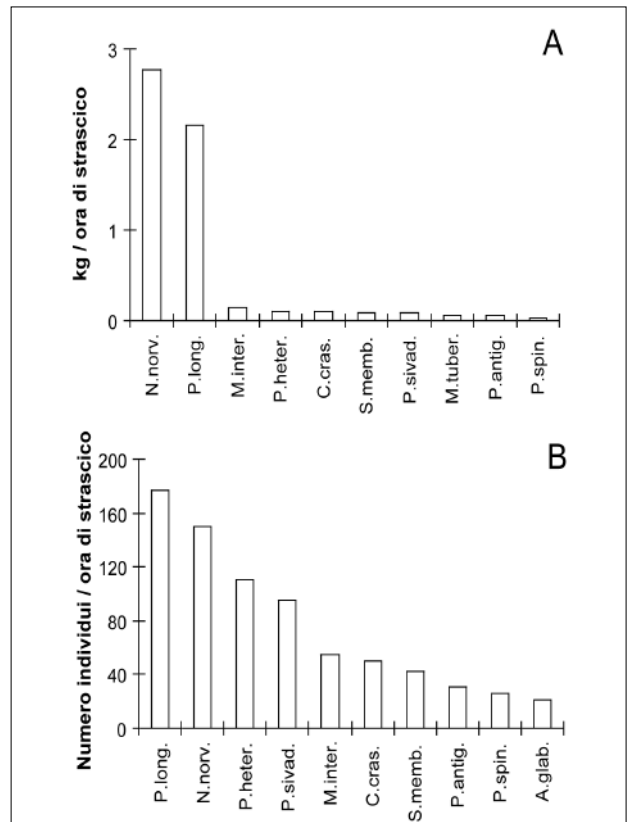 A
kg / ora di strascico
3
2
1
0
N.norv.
P.long.
M.inter.
P.heter.
C.cras.
S.memb.
P.sivad.
M.tuber.
P.antig.
P.spin.
B
Numero individui / ora di strascico
200
160
120
80
40
0
P.long.
N.norv.
P.heter.
P.sivad.
M.inter.
C.cras.
S.memb.
P.antig.
P.spin.
A.glab.